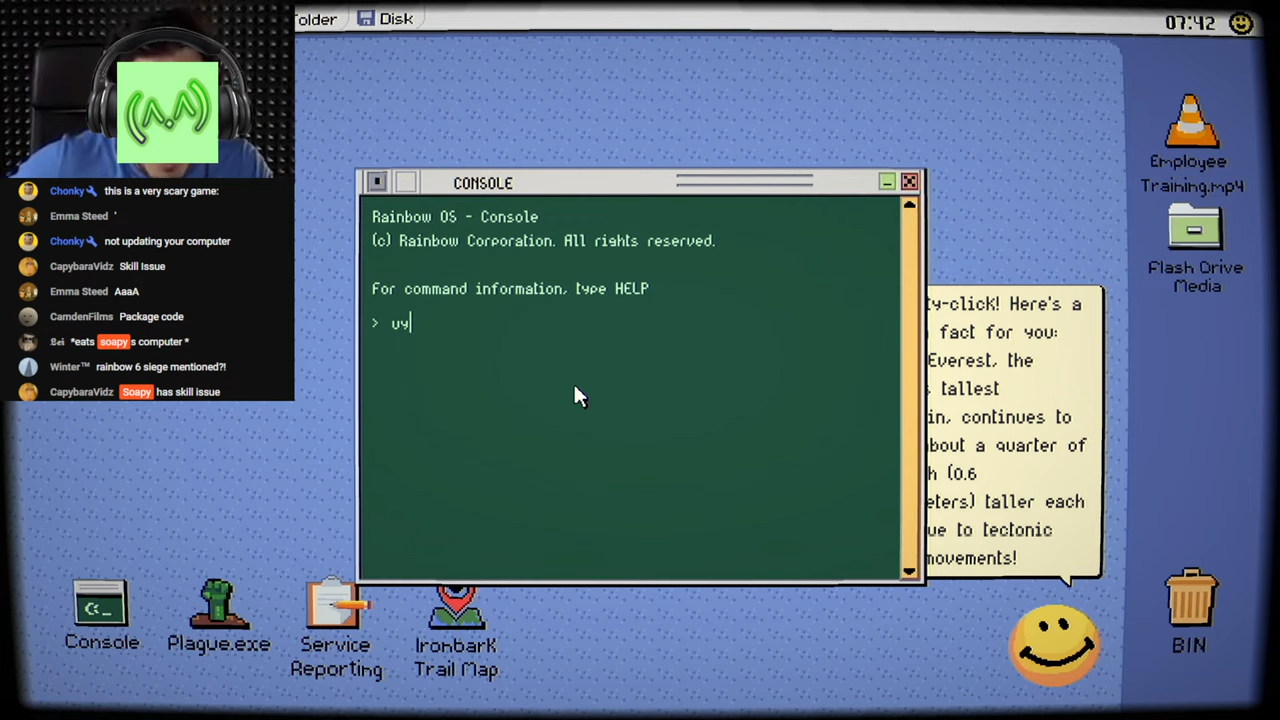 older
Disk
07:42
(^.^)
Chonky this is a very scary game:
Emma Steed '
Chonky not updating your computer
CapybaraVidz Skill Issue
Emma Steed AaaA
CamdenFilms Package code
*eats soapy s computer *
Winter™ rainbow 6 siege mentioned?!
CapybaraVidz Soapy has skill issue
CONSOLE
Rainbow OS - Console
(c) Rainbow Corporation. All rights reserved.
For command information, type HELP
> uy
ty-click! Here's a
fact for you:
Everest, the
s tallest
in, continues to
about a quarter of
h (0.6
eters) taller each
ue to tectonic
movements!
Employee
Training.mp4
Flash Drive
Media
Console
Plague.exe
Service
Reporting
Ironbark
Trail Map
BIN